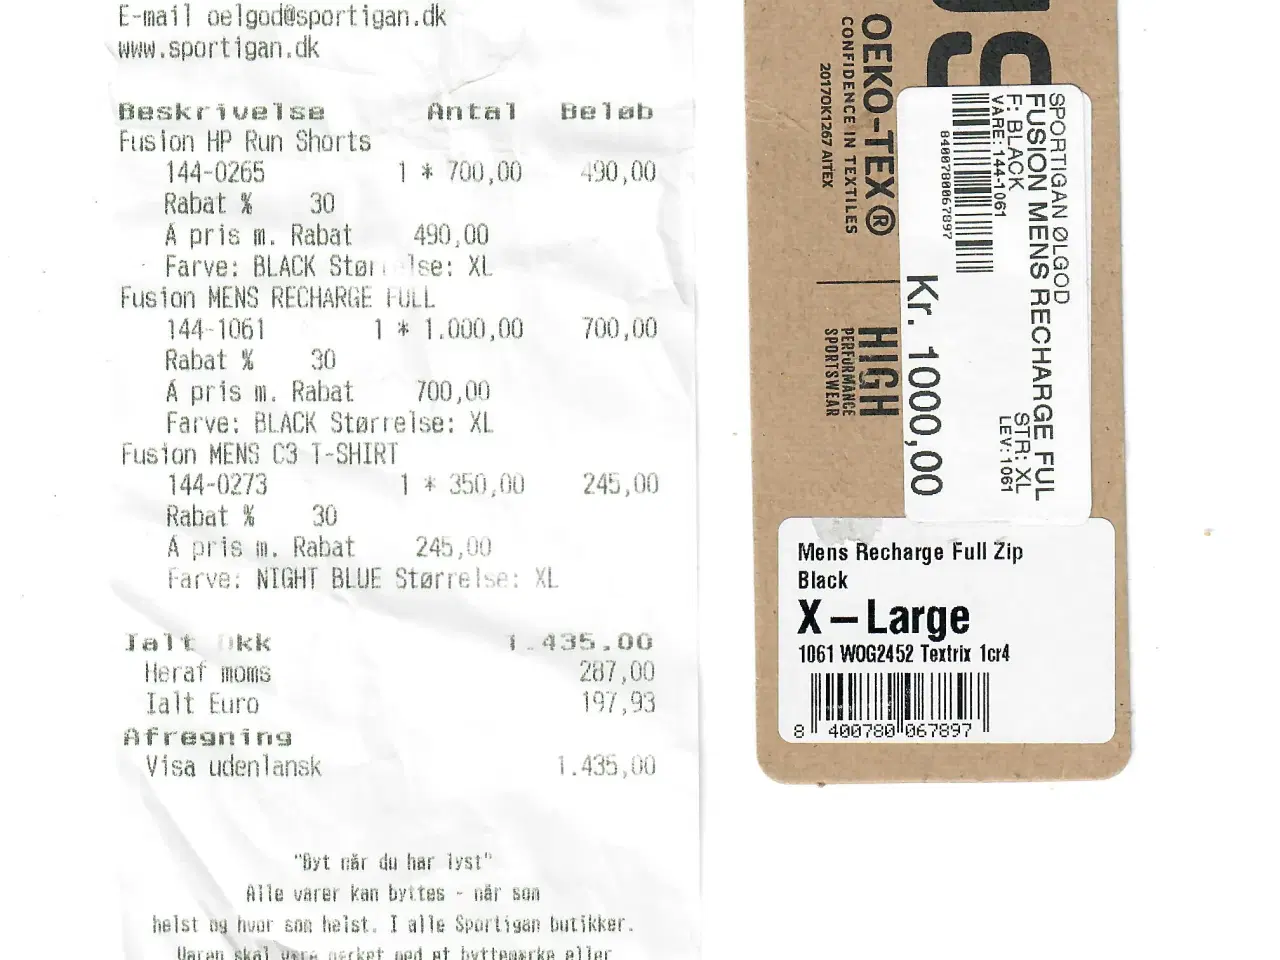 E-mail oelgod@sportigan.dk
www.sportigan.dk
Beskrivelse Antal Beløb
Fusion HP Run Shorts
144-0265 1 * 700,00 490,00
Rabat % 30
A pris m. Rabat 490,00
Farve: BLACK Størrelse: XL
Fusion MENS RECHARGE FULL
144-1061 1 * 1.000,00 700,00
Rabat % 30
A pris m. Rabat 700,00
Farve: BLACK Størrelse: XL
Fusion MENS C3 T-SHIRT
144-0273 1 * 350,00 245,00
Rabat % 30
A pris m. Rabat 245,00
Farve: NIGHT BLUE Størrelse: XL
Ialt Dkk 1.435.00
Heraf moms 287,00
Ialt Euro 197,93
Afregning
Visa udenlansk 1.435,00
"Byt når du har lyst"
Alle varer kan byttes - når som
helst og hvor som helst. I alle Sportigan butikker.
Varen skal være mærket med et byttemærke eller
OEKO-TEX®
CONFIDENCE IN TEXTILES
2017OK1267 AITEX
HIGH
PERFORMANCE
SPORTSWEAR
SPORTIGAN ØLGOD
FUSION MENS RECHARGE FUL
F: BLACK STR: XL
VARE: 144-1061 LEV: 1061
8400780067897
Kr. 1000,00
Mens Recharge Full Zip
Black
X-Large
1061 WOG2452 Textrix 1cr4
8 400780 067897